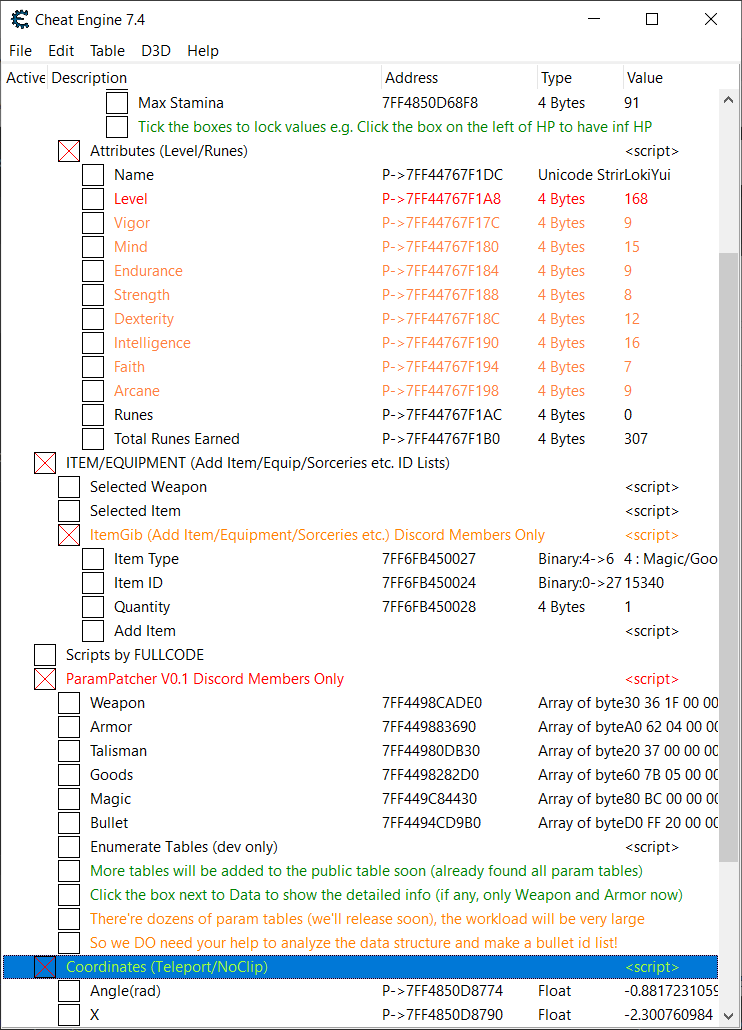 Cheat Engine 7.4
File Edit Table D3D Help
Active Description Address Type Value
Max Stamina 7FF4850D68F8 4 Bytes 91
Tick the boxes to lock values e.g. Click the box on the left of HP to have inf HP
Attributes (Level/Runes) <script>
Name P->7FF44767F1DC Unicode Strir LokiYui
Level P->7FF44767F1A8 4 Bytes 168
Vigor P->7FF44767F17C 4 Bytes 9
Mind P->7FF44767F180 4 Bytes 15
Endurance P->7FF44767F184 4 Bytes 9
Strength P->7FF44767F188 4 Bytes 8
Dexterity P->7FF44767F18C 4 Bytes 12
Intelligence P->7FF44767F190 4 Bytes 16
Faith P->7FF44767F194 4 Bytes 7
Arcane P->7FF44767F198 4 Bytes 9
Runes P->7FF44767F1AC 4 Bytes 0
Total Runes Earned P->7FF44767F1B0 4 Bytes 307
ITEM/EQUIPMENT (Add Item/Equip/Sorceries etc. ID Lists)
Selected Weapon <script>
Selected Item <script>
ItemGib (Add Item/Equipment/Sorceries etc.) Discord Members Only <script>
Item Type 7FF6FB450027 Binary:4->6 4 : Magic/Goo
Item ID 7FF6FB450024 Binary:0->27 15340
Quantity 7FF6FB450028 4 Bytes 1
Add Item <script>
Scripts by FULLCODE
ParamPatcher V0.1 Discord Members Only <script>
Weapon 7FF4498CADE0 Array of byte 30 36 1F 00 00
Armor 7FF449883690 Array of byte A0 62 04 00 00
Talisman 7FF44980DB30 Array of byte 20 37 00 00 00
Goods 7FF4498282D0 Array of byte 60 7B 05 00 00
Magic 7FF449C84430 Array of byte 80 BC 00 00 00
Bullet 7FF4494CD9B0 Array of byte D0 FF 20 00 00
Enumerate Tables (dev only) <script>
More tables will be added to the public table soon (already found all param tables)
Click the box next to Data to show the detailed info (if any, only Weapon and Armor now)
There're dozens of param tables (we'll release soon), the workload will be very large
So we DO need your help to analyze the data structure and make a bullet id list!
Coordinates (Teleport/NoClip) <script>
Angle(rad) P->7FF4850D8774 Float -0.8817231059
X P->7FF4850D8790 Float -2.300760984